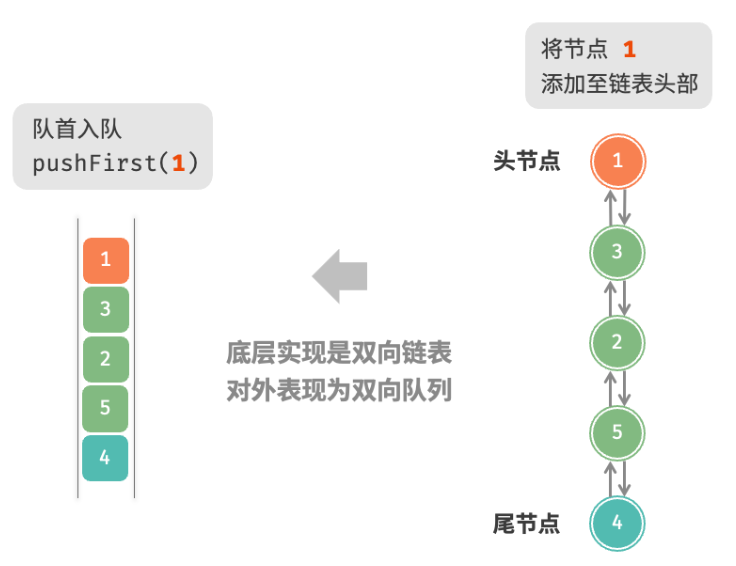 队首入队
pushFirst(1)
1
3
2
5
4
底层实现是双向链表
对外表现为双向队列
将节点 1
添加至链表头部
头节点
1
3
2
5
尾节点
4